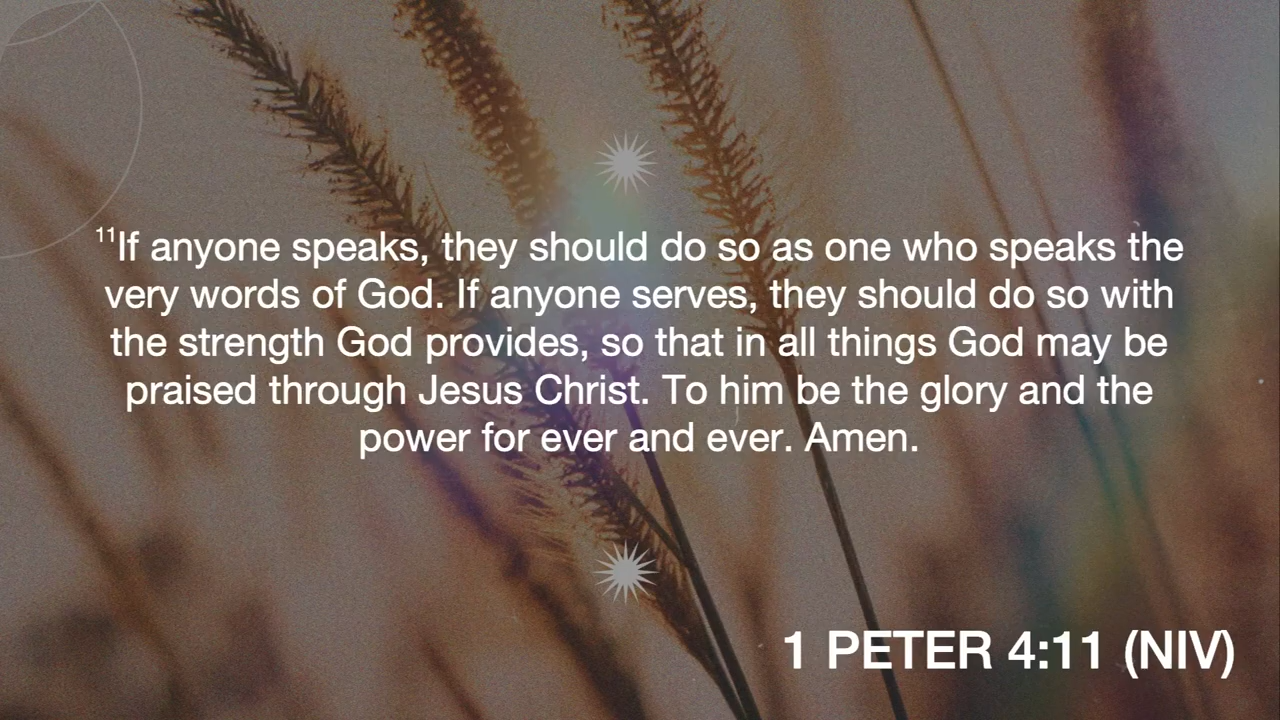 ¹¹If anyone speaks, they should do so as one who speaks the
very words of God. If anyone serves, they should do so with
the strength God provides, so that in all things God may be
praised through Jesus Christ. To him be the glory and the
power for ever and ever. Amen.
1 PETER 4:11 (NIV)